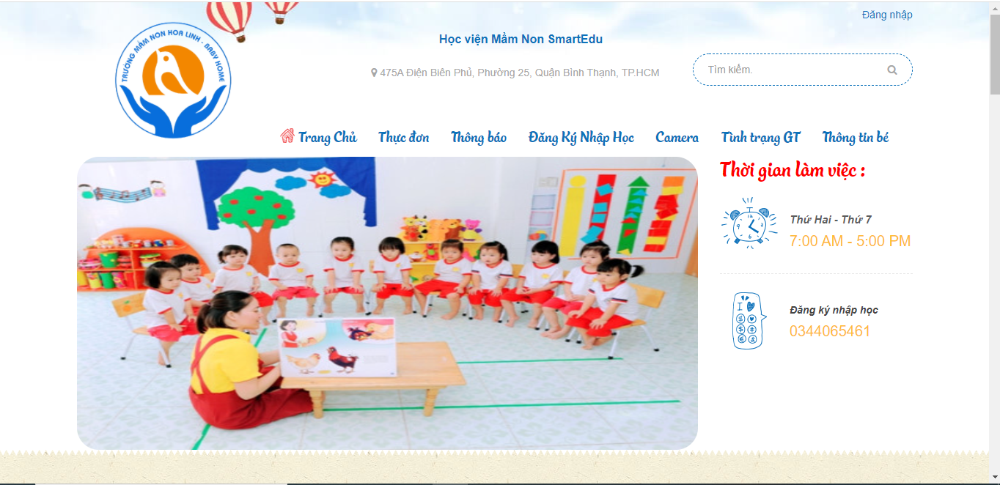 Đăng nhập
TRƯỜNG MẦM NON HOA LINH - BABY HOME
Học viện Mầm Non SmartEdu
475A Điện Biên Phủ, Phường 25, Quận Bình Thạnh, TP.HCM
Tìm kiếm.
Trang Chủ Thực đơn Thông báo Đăng Ký Nhập Học Camera Tình trạng GT Thông tin bé
Thời gian làm việc :
Thứ Hai - Thứ 7
7:00 AM - 5:00 PM
I
Đăng ký nhập học
0344065461